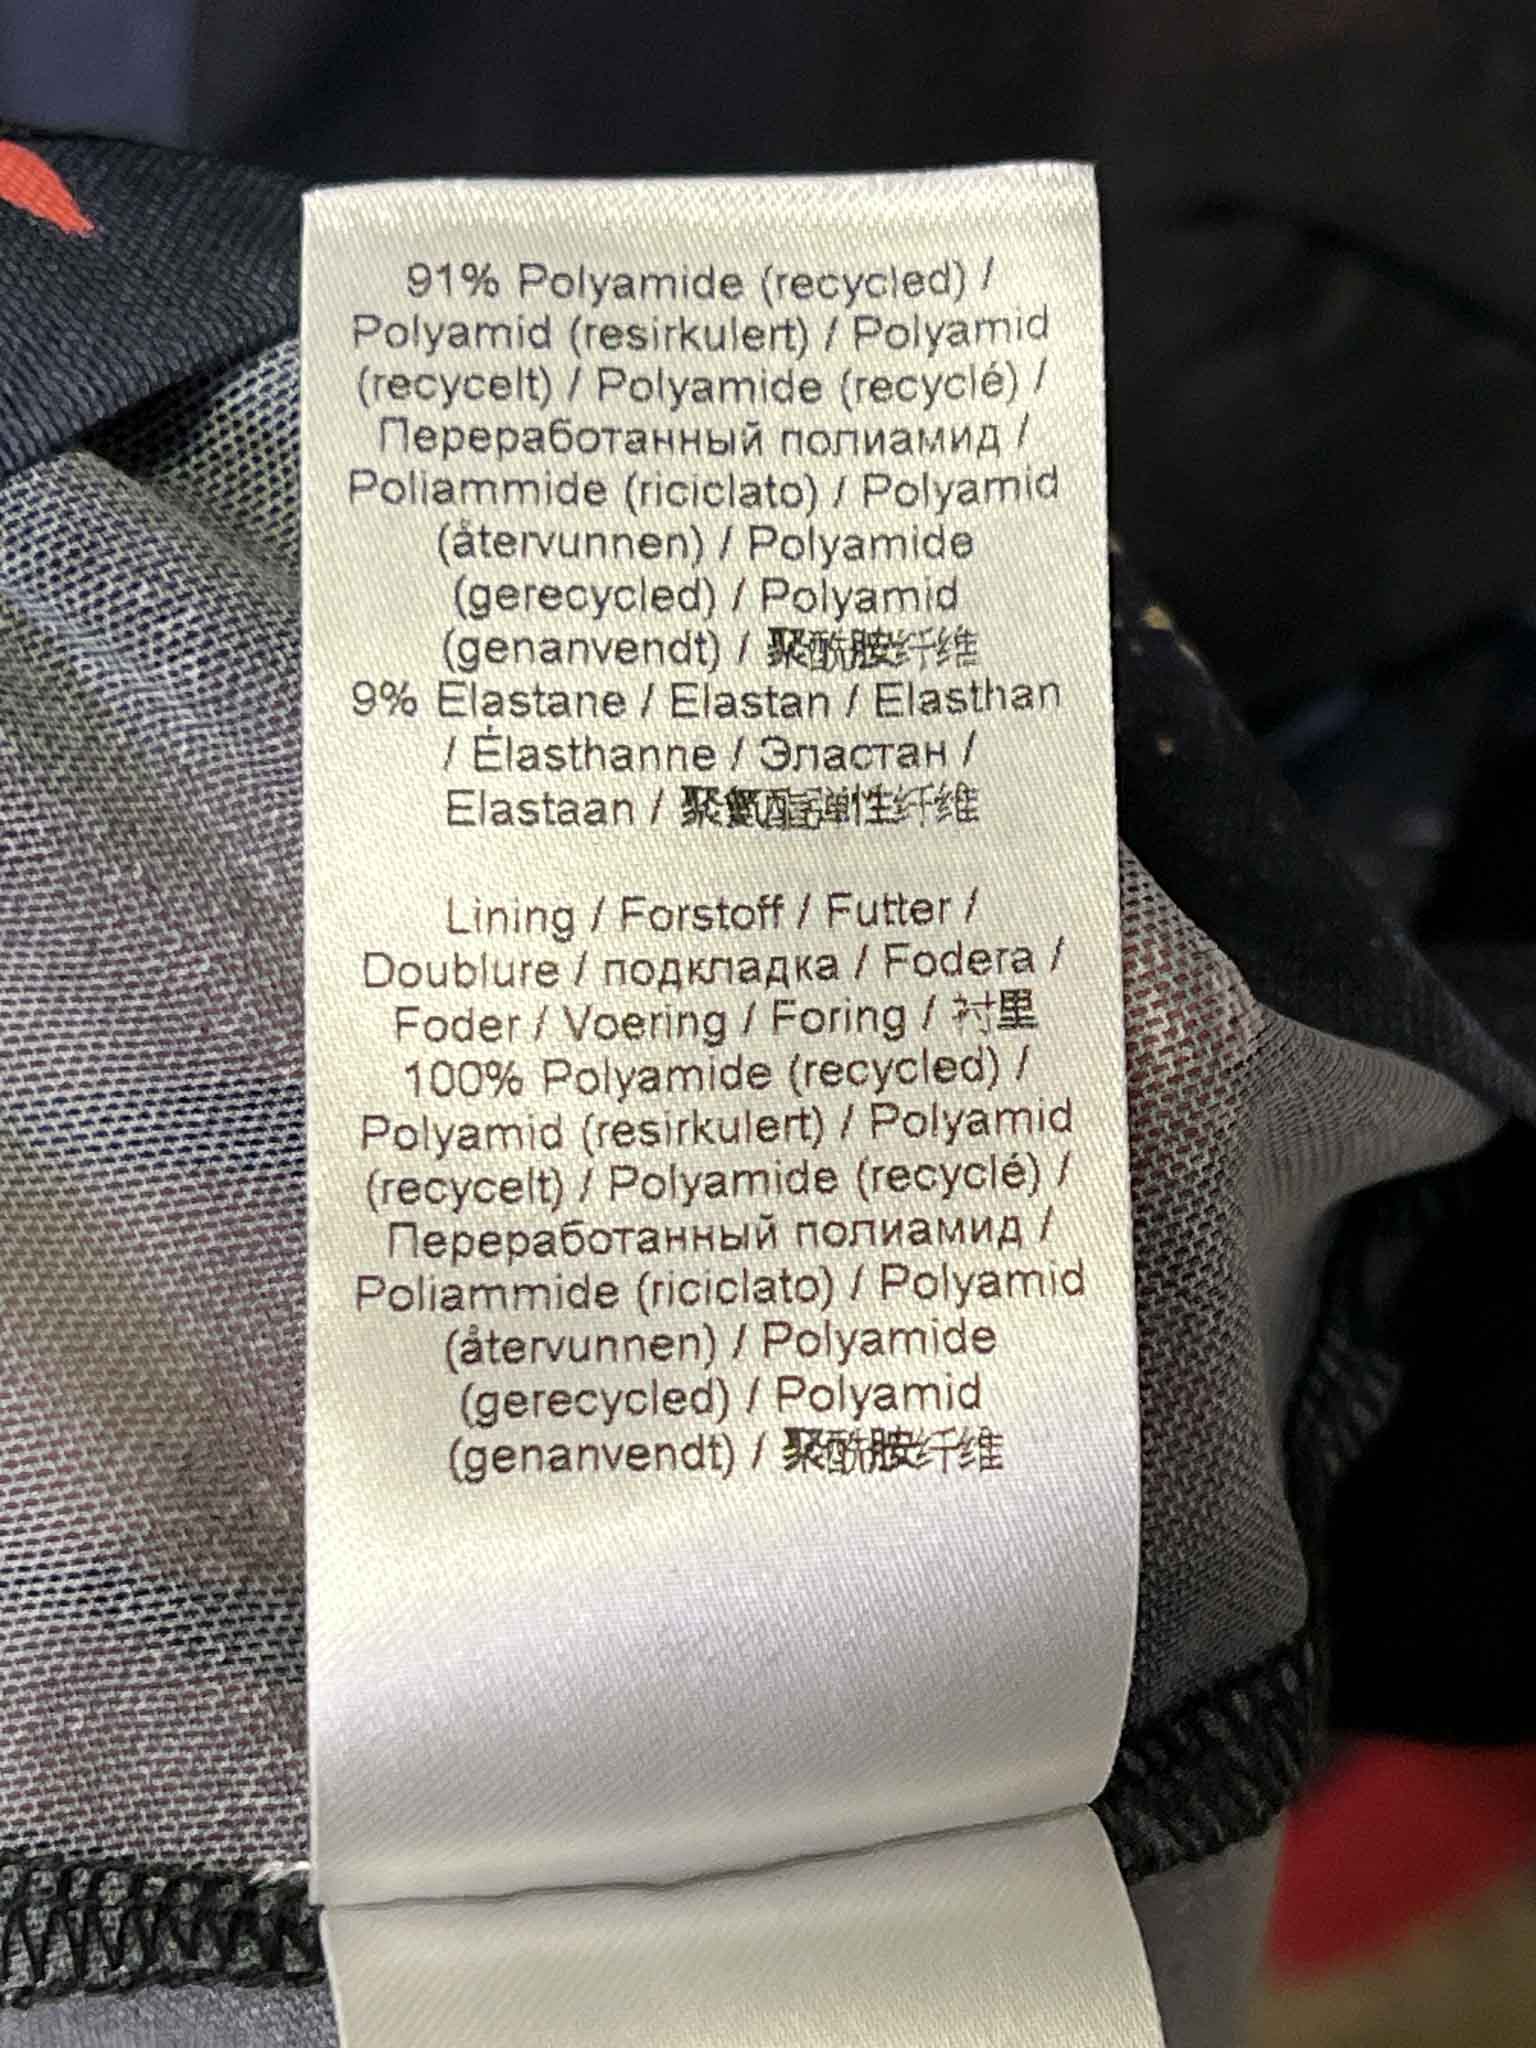 91% Polyamide (recycled) /
Polyamid (resirkulert) / Polyamid
(recycelt) / Polyamide (recyclé) /
Переработанный полиамид /
Poliammide (riciclato) / Polyamid
(återvunnen) / Polyamide
(gerecycled) / Polyamid
(genanvendt) / 聚酰胺纤维
9% Elastane / Elastan / Elasthan
/ Élasthanne / Эластан /
Elastaan / 聚氨酯弹性纤维
Lining / Forstoff / Futter /
Doublure / подкладка / Fodera /
Foder / Voering / Foring / 衬里
100% Polyamide (recycled) /
Polyamid (resirkulert) / Polyamid
(recycelt) / Polyamide (recyclé) /
Переработанный полиамид /
Poliammide (riciclato) / Polyamid
(återvunnen) / Polyamide
(gerecycled) / Polyamid
(genanvendt) / 聚酰胺纤维